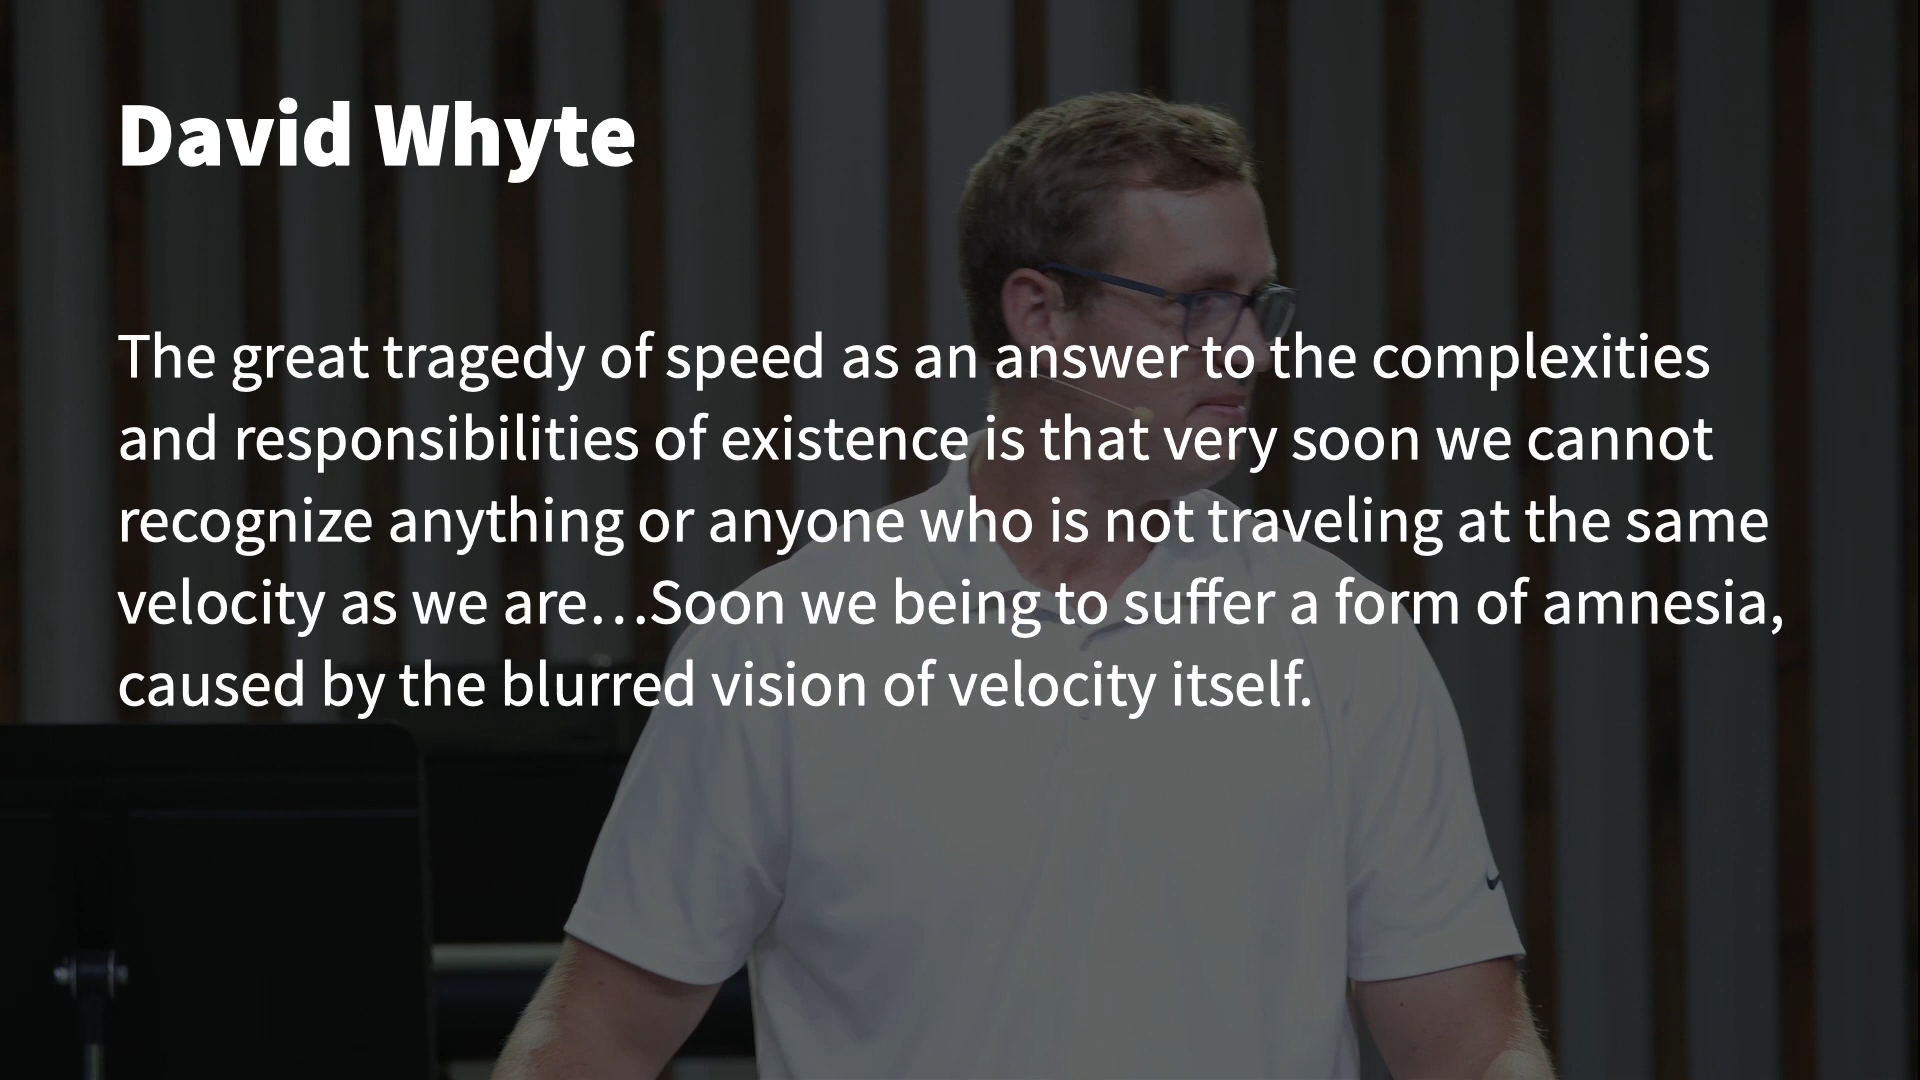 David Whyte
The great tragedy of speed as an answer to the complexities
and responsibilities of existence is that very soon we cannot
recognize anything or anyone who is not traveling at the same
velocity as we are…Soon we being to suffer a form of amnesia,
caused by the blurred vision of velocity itself.